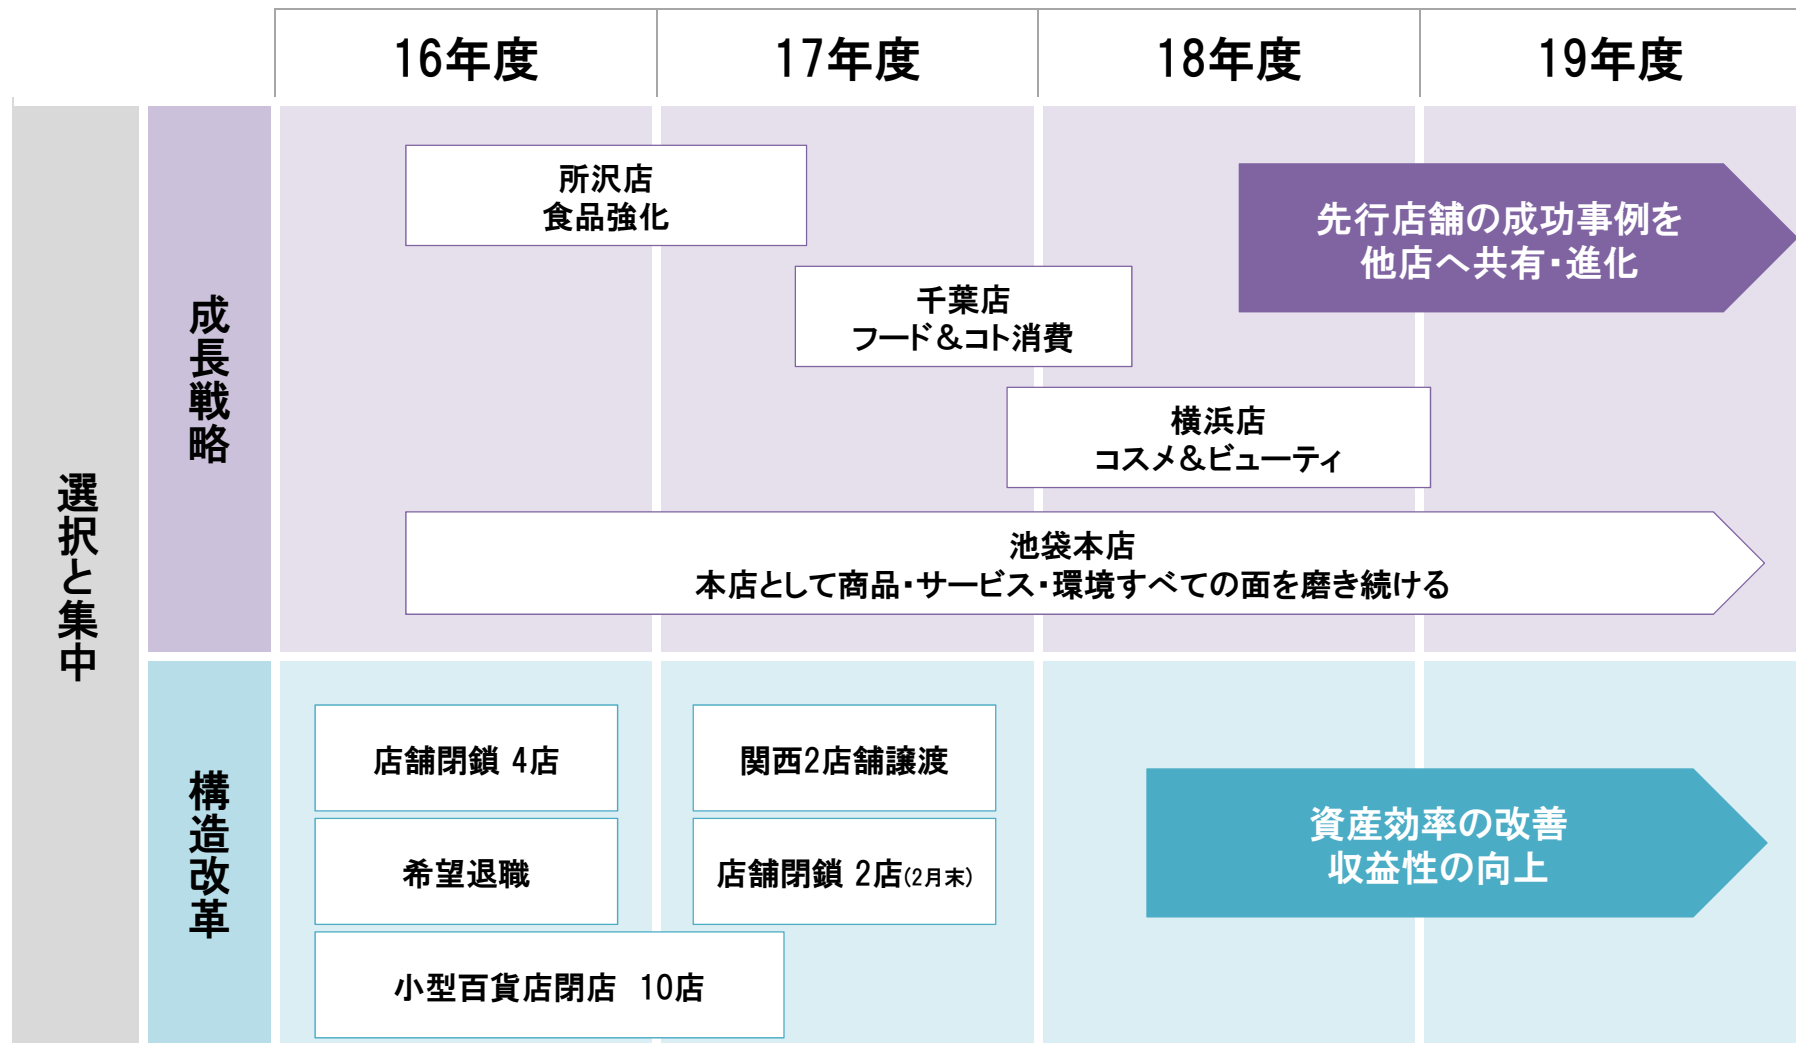 16年度
17年度
18年度
19年度
選択と集中
成長戦略
所沢店
食品強化
千葉店
フード&コト消費
横浜店
コスメ&ビューティ
池袋本店
本店として商品・サービス・環境すべての面を磨き続ける
先行店舗の成功事例を
他店へ共有・進化
構造改革
店舗閉鎖 4店
希望退職
小型百貨店閉店 10店
関西2店舗譲渡
店舗閉鎖 2店(2月末)
資産効率の改善
収益性の向上